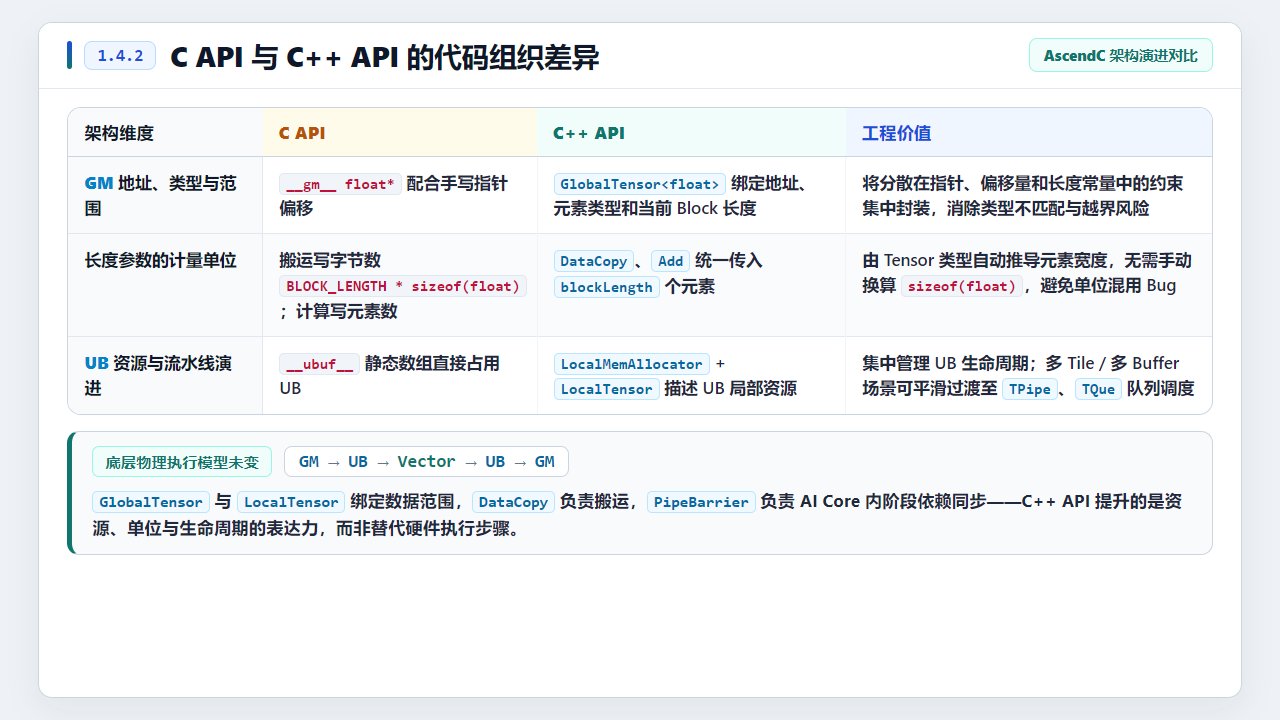 1.4.2 C API 与 C++ API 的代码组织差异 AscendC 架构演进对比
架构维度 C API C++ API 工程价值
GM 地址、类型与范 __gm__ float* 配合手写指针 GlobalTensor<float> 绑定地址、 将分散在指针、偏移量和长度常量中的约束
围 偏移 元素类型和当前 Block 长度 集中封装，消除类型不匹配与越界风险
长度参数的计量单位 搬运写字节数 DataCopy、Add 统一传入 由 Tensor 类型自动推导元素宽度，无需手动
BLOCK_LENGTH * sizeof(float) blockLength 个元素 换算 sizeof(float)，避免单位混用 Bug
；计算写元素数
UB 资源与流水线演 __ubuf__ 静态数组直接占用 LocalMemAllocator + 集中管理 UB 生命周期；多 Tile / 多 Buffer
进 UB LocalTensor 描述 UB 局部资源 场景可平滑过渡至 TPipe、TQue 队列调度
底层物理执行模型未变 GM → UB → Vector → UB → GM
GlobalTensor 与 LocalTensor 绑定数据范围，DataCopy 负责搬运，PipeBarrier 负责 AI Core 内阶段依赖同步——C++ API 提升的是资
源、单位与生命周期的表达力，而非替代硬件执行步骤。